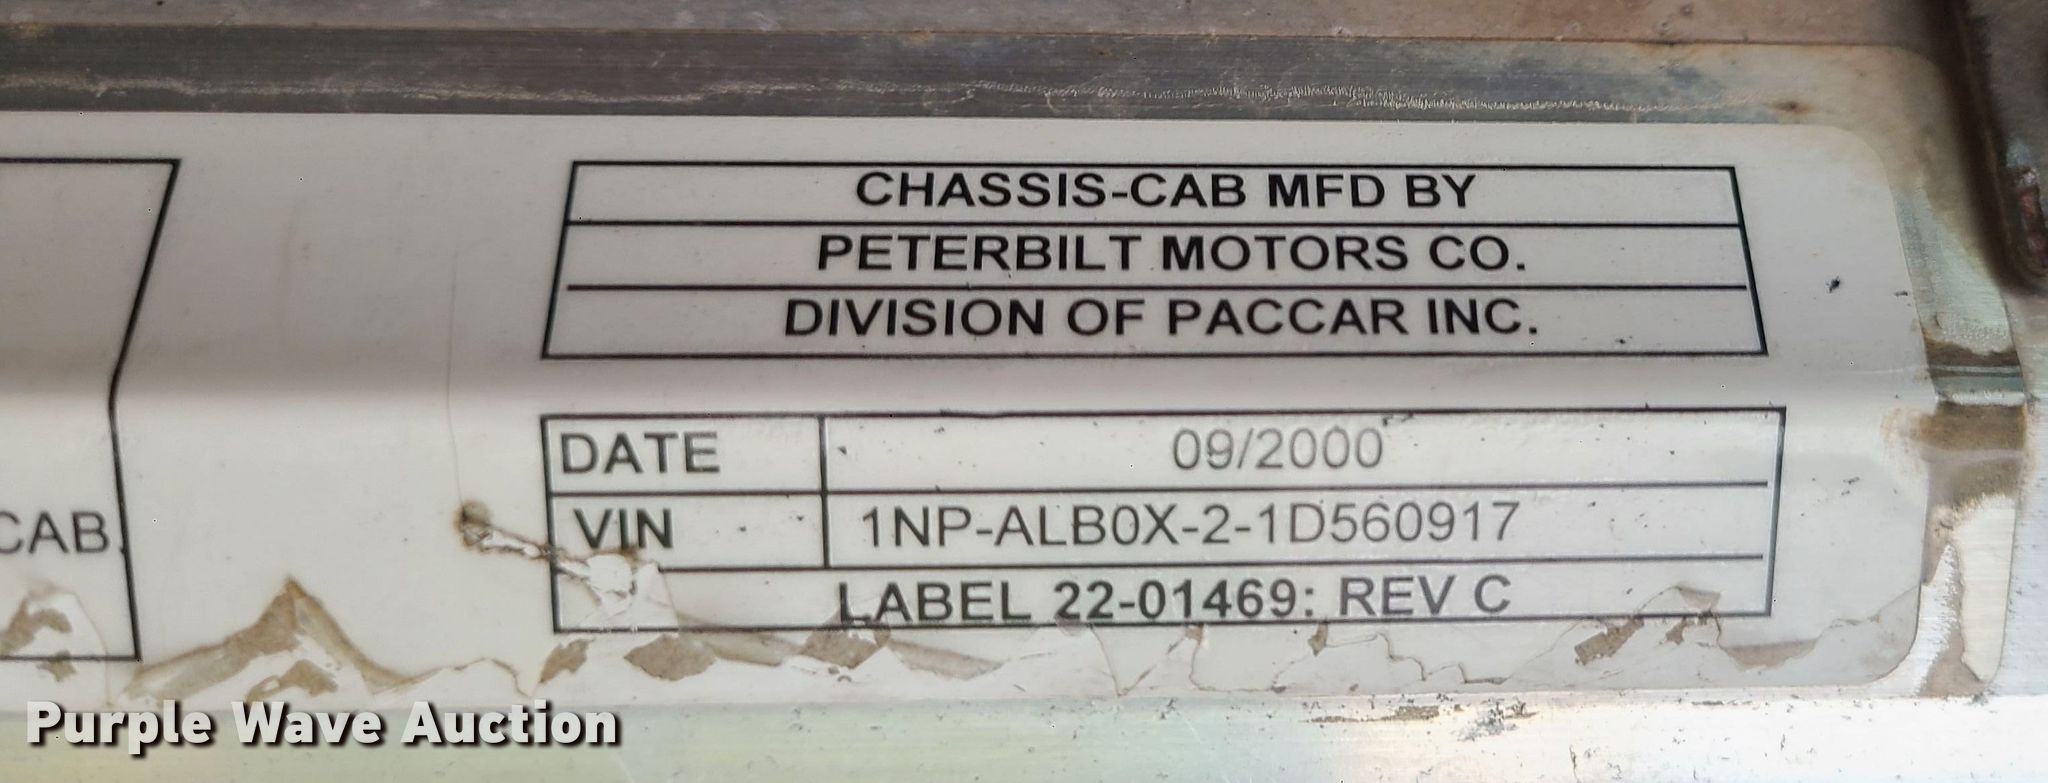 CHASSIS-CAB MFD BY
PETERBILT MOTORS CO.
DIVISION OF PACCAR INC.
DATE 09/2000
CAB
VIN 1NP-ALB0X-2-1D560917
LABEL 22-01469: REV C
Purple Wave Auction